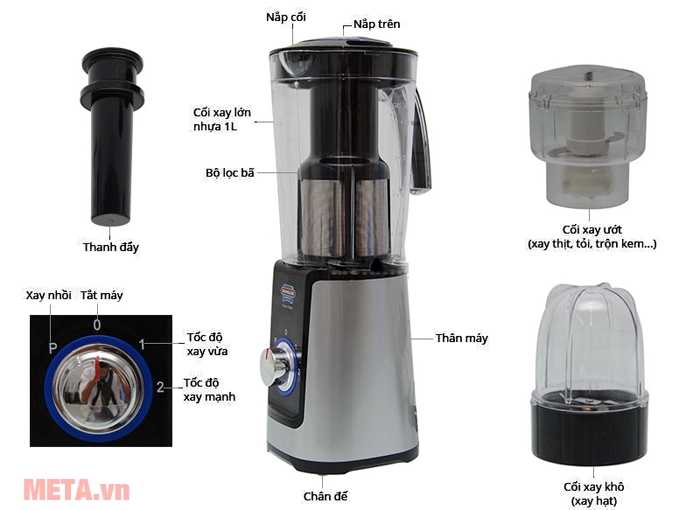 Nắp cối
Nắp trên
Cối xay lớn
nhựa 1L
Bộ lọc bã
Thanh đẩy
Cối xay ướt
(xay thịt, tỏi, trộn kem...)
Xay nhồi
Tắt máy
0
P
1
2
Tốc độ
xay vừa
Tốc độ
xay mạnh
Thân máy
Chân đế
Cối xay khô
(xay hạt)
META.vn